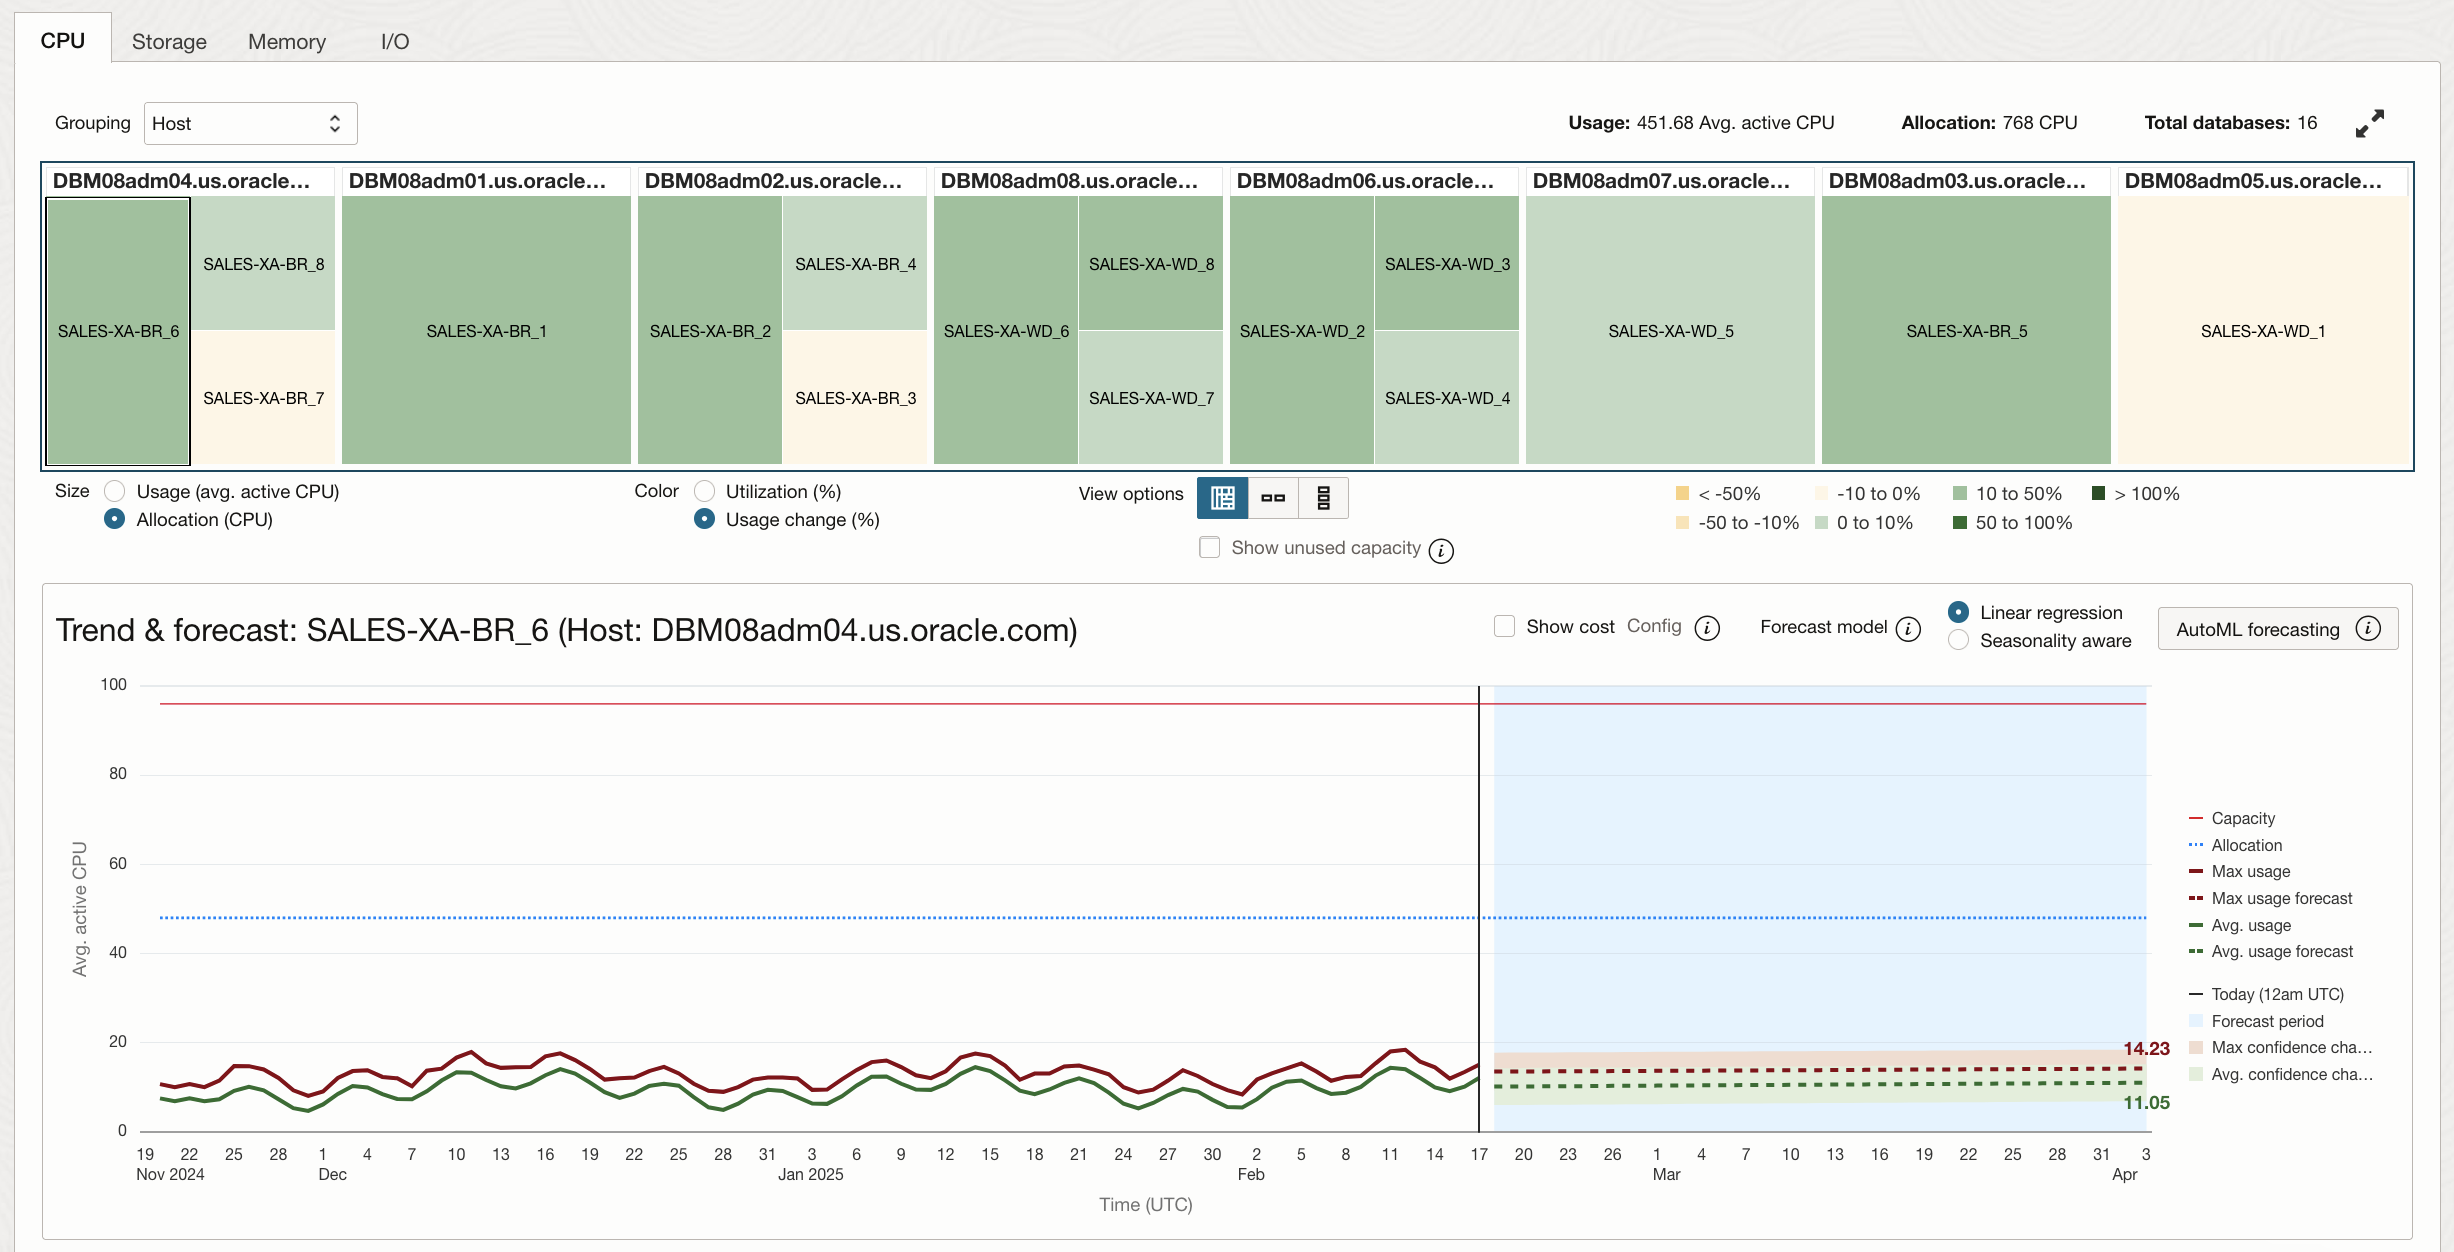 CPU Storage Memory I/O
Grouping Host Usage: 451.68 Avg. active CPU Allocation: 768 CPU Total databases: 16
DBM08adm04.us.oracle... DBM08adm01.us.oracle... DBM08adm02.us.oracle... DBM08adm08.us.oracle... DBM08adm06.us.oracle... DBM08adm07.us.oracle... DBM08adm03.us.oracle... DBM08adm05.us.oracle...
SALES-XA-BR_8 SALES-XA-BR_4 SALES-XA-WD_8 SALES-XA-WD_3
SALES-XA-BR_6 SALES-XA-BR_1 SALES-XA-BR_2 SALES-XA-WD_6 SALES-XA-WD_2 SALES-XA-WD_5 SALES-XA-BR_5 SALES-XA-WD_1
SALES-XA-BR_7 SALES-XA-BR_3 SALES-XA-WD_7 SALES-XA-WD_4
Size Usage (avg. active CPU) Color Utilization (%) View options < -50% -10 to 0% 10 to 50% > 100%
Allocation (CPU) Usage change (%) -50 to -10% 0 to 10% 50 to 100%
Show unused capacity i
Trend & forecast: SALES-XA-BR_6 (Host: DBM08adm04.us.oracle.com) Show cost Config i Forecast model i Linear regression AutoML forecasting i
Seasonality aware
100
80
60
40
20
0
Avg. active CPU
14.23
11.05
Capacity
Allocation
Max usage
Max usage forecast
Avg. usage
Avg. usage forecast
Today (12am UTC)
Forecast period
Max confidence cha...
Avg. confidence cha...
19 22 25 28 1 4 7 10 13 16 19 22 25 28 31 3 6 9 12 15 18 21 24 27 30 2 5 8 11 14 17 20 23 26 1 4 7 10 13 16 19 22 25 28 31 3
Nov 2024 Dec Jan 2025 Feb Mar Apr
Time (UTC)